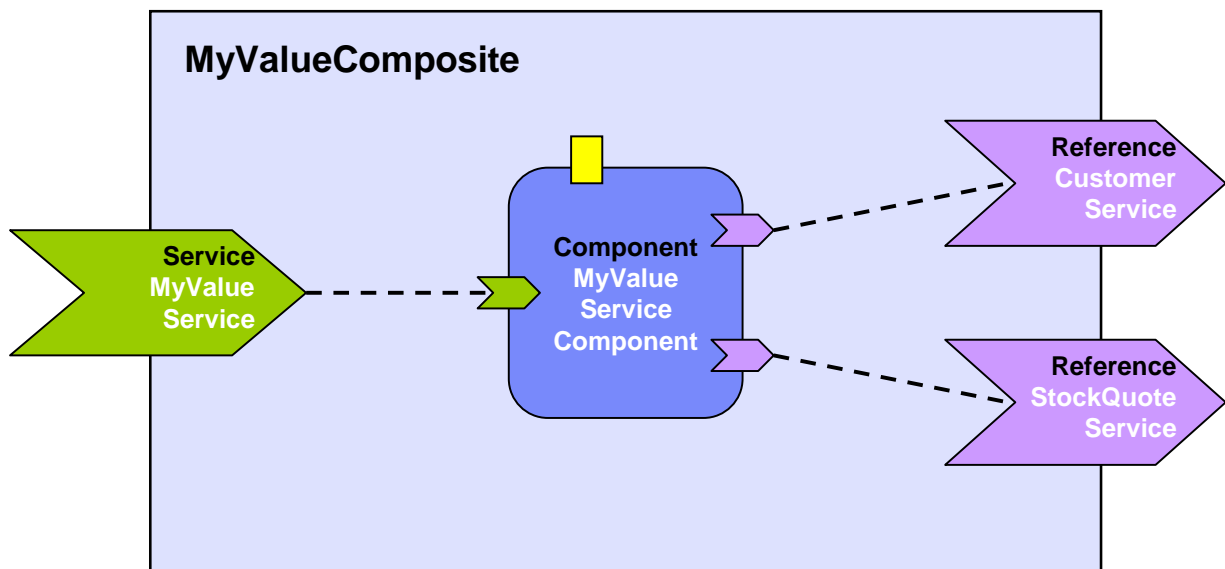 MyValueComposite
Service
MyValue
Service
Component
MyValue
Service
Component
Reference
Customer
Service
Reference
StockQuote
Service